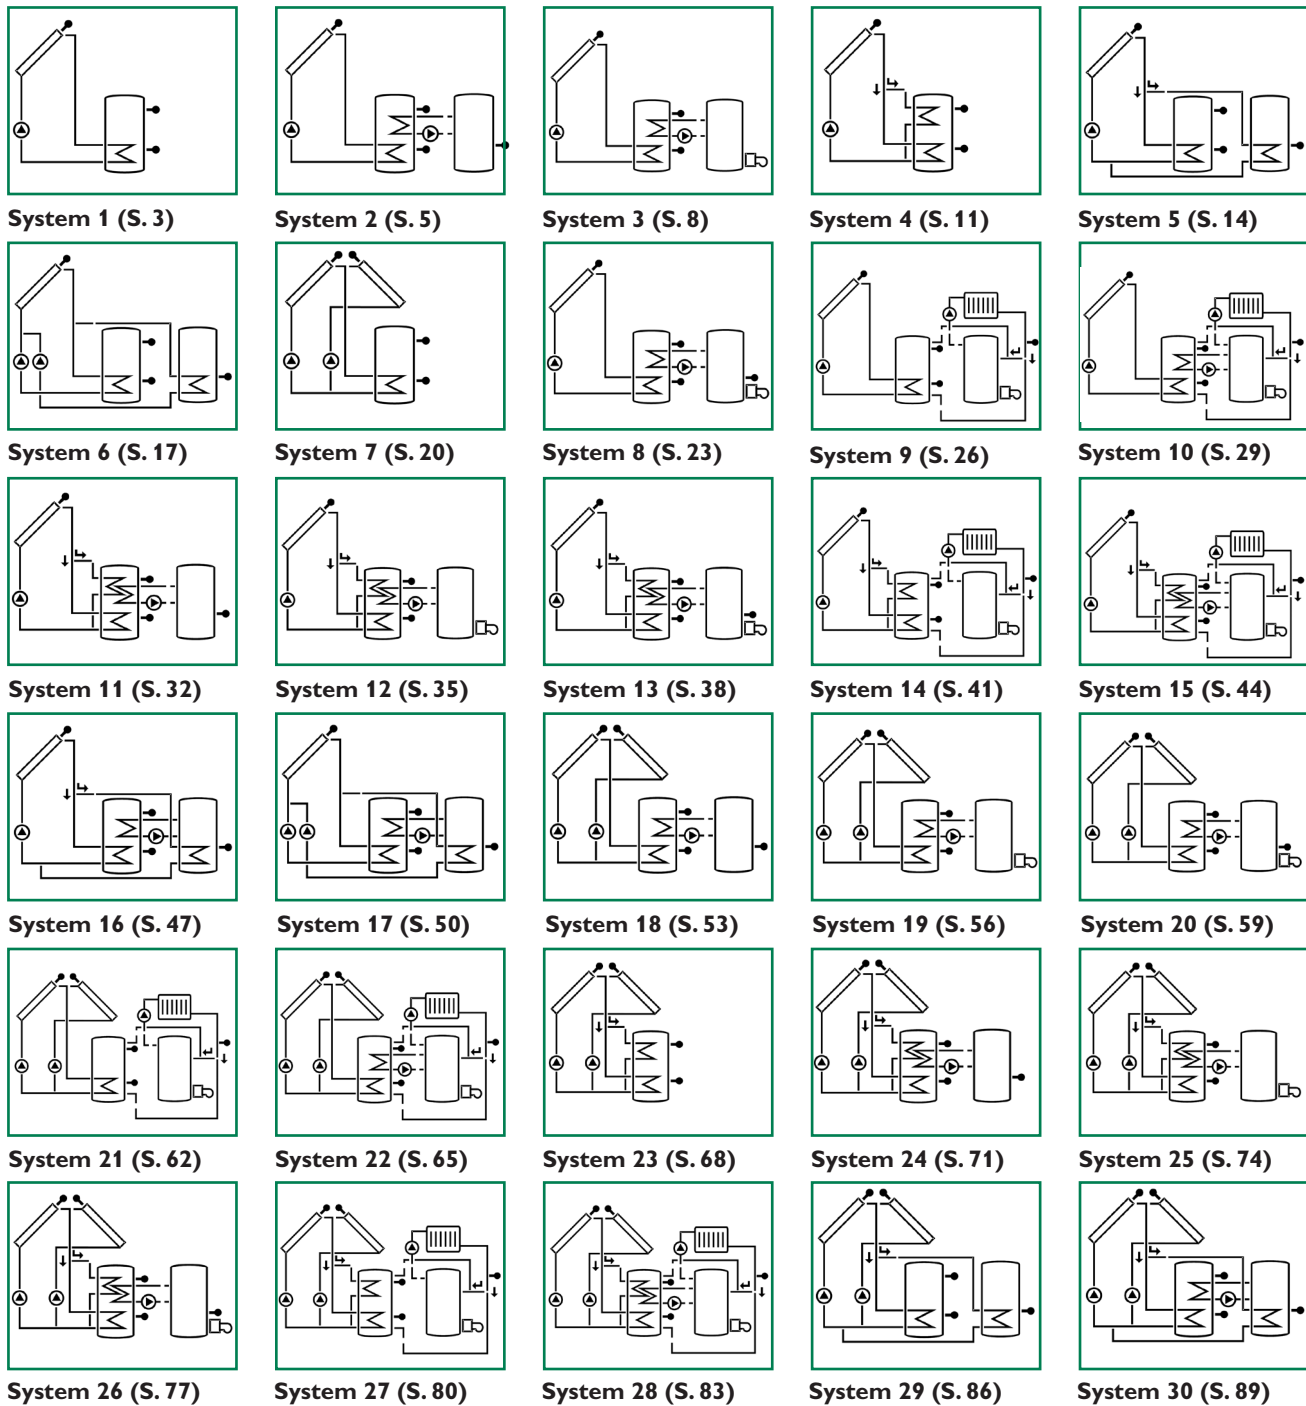 System 1 (S. 3)
System 2 (S. 5)
System 3 (S. 8)
System 4 (S. 11)
System 5 (S. 14)
System 6 (S. 17)
System 7 (S. 20)
System 8 (S. 23)
System 9 (S. 26)
System 10 (S. 29)
System 11 (S. 32)
System 12 (S. 35)
System 13 (S. 38)
System 14 (S. 41)
System 15 (S. 44)
System 16 (S. 47)
System 17 (S. 50)
System 18 (S. 53)
System 19 (S. 56)
System 20 (S. 59)
System 21 (S. 62)
System 22 (S. 65)
System 23 (S. 68)
System 24 (S. 71)
System 25 (S. 74)
System 26 (S. 77)
System 27 (S. 80)
System 28 (S. 83)
System 29 (S. 86)
System 30 (S. 89)